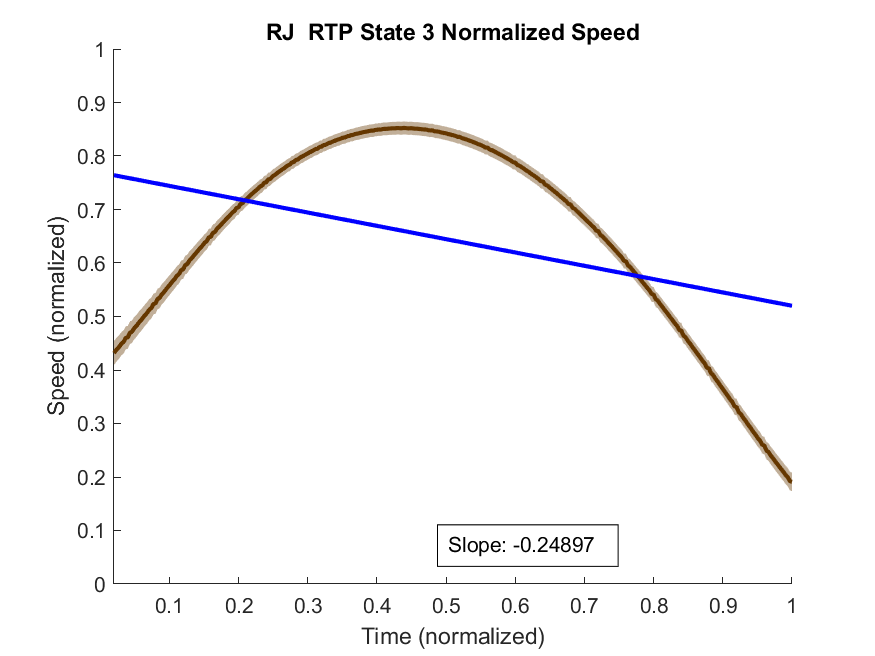 RJ  RTP State 3 Normalized Speed
1
0.9
0.8
0.7
0.6
0.5
0.4
0.3
0.2
0.1
0
Speed (normalized)
Slope: -0.24897
0.1 0.2 0.3 0.4 0.5 0.6 0.7 0.8 0.9 1
Time (normalized)